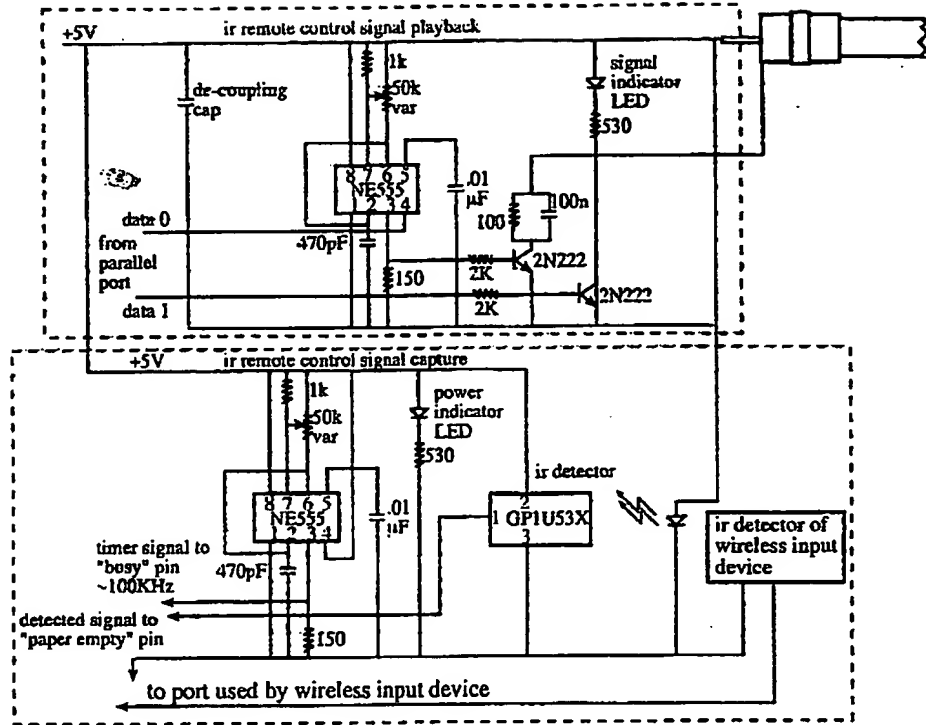 +5V ir remote control signal playback
1k
de-coupling
cap
50k
var
signal
indicator
LED
530
8 7 6 5
NE555
1 2 3 4
.01
µF
100
100n
data 0
470pF
from
parallel
port
150
2K
2N222
data 1
2K
2N222
+5V ir remote control signal capture
1k
50k
var
power
indicator
LED
530
ir detector
8 7 6 5
NE555
1 2 3 4
.01
µF
2
1 GP1U53X
3
ir detector of
wireless input
device
timer signal to
"busy" pin
~100KHz
470pF
detected signal to
"paper empty" pin
150
to port used by wireless input device